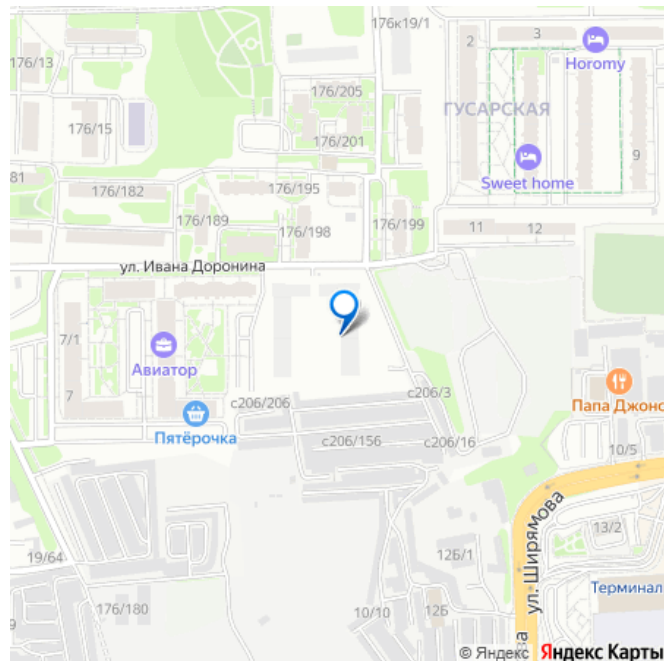 176к19/1
2
3
Horomy
176/13
176/205
ГУСАРСКАЯ
176/15
176/201
9
Sweet home
81
176/182
176/195
176/189
176/198
176/199
11
12
ул. Ивана Доронина
7/1
Авиатор
с206/3
7
с206/206
Папа Джонс
Пятёрочка
с206/156
с206/16
10/5
ул. Ширямова
13/2
19/64
12Б/1
Терминал
176/180
10/10
12Б
ова
© Яндекс Яндекс Карты